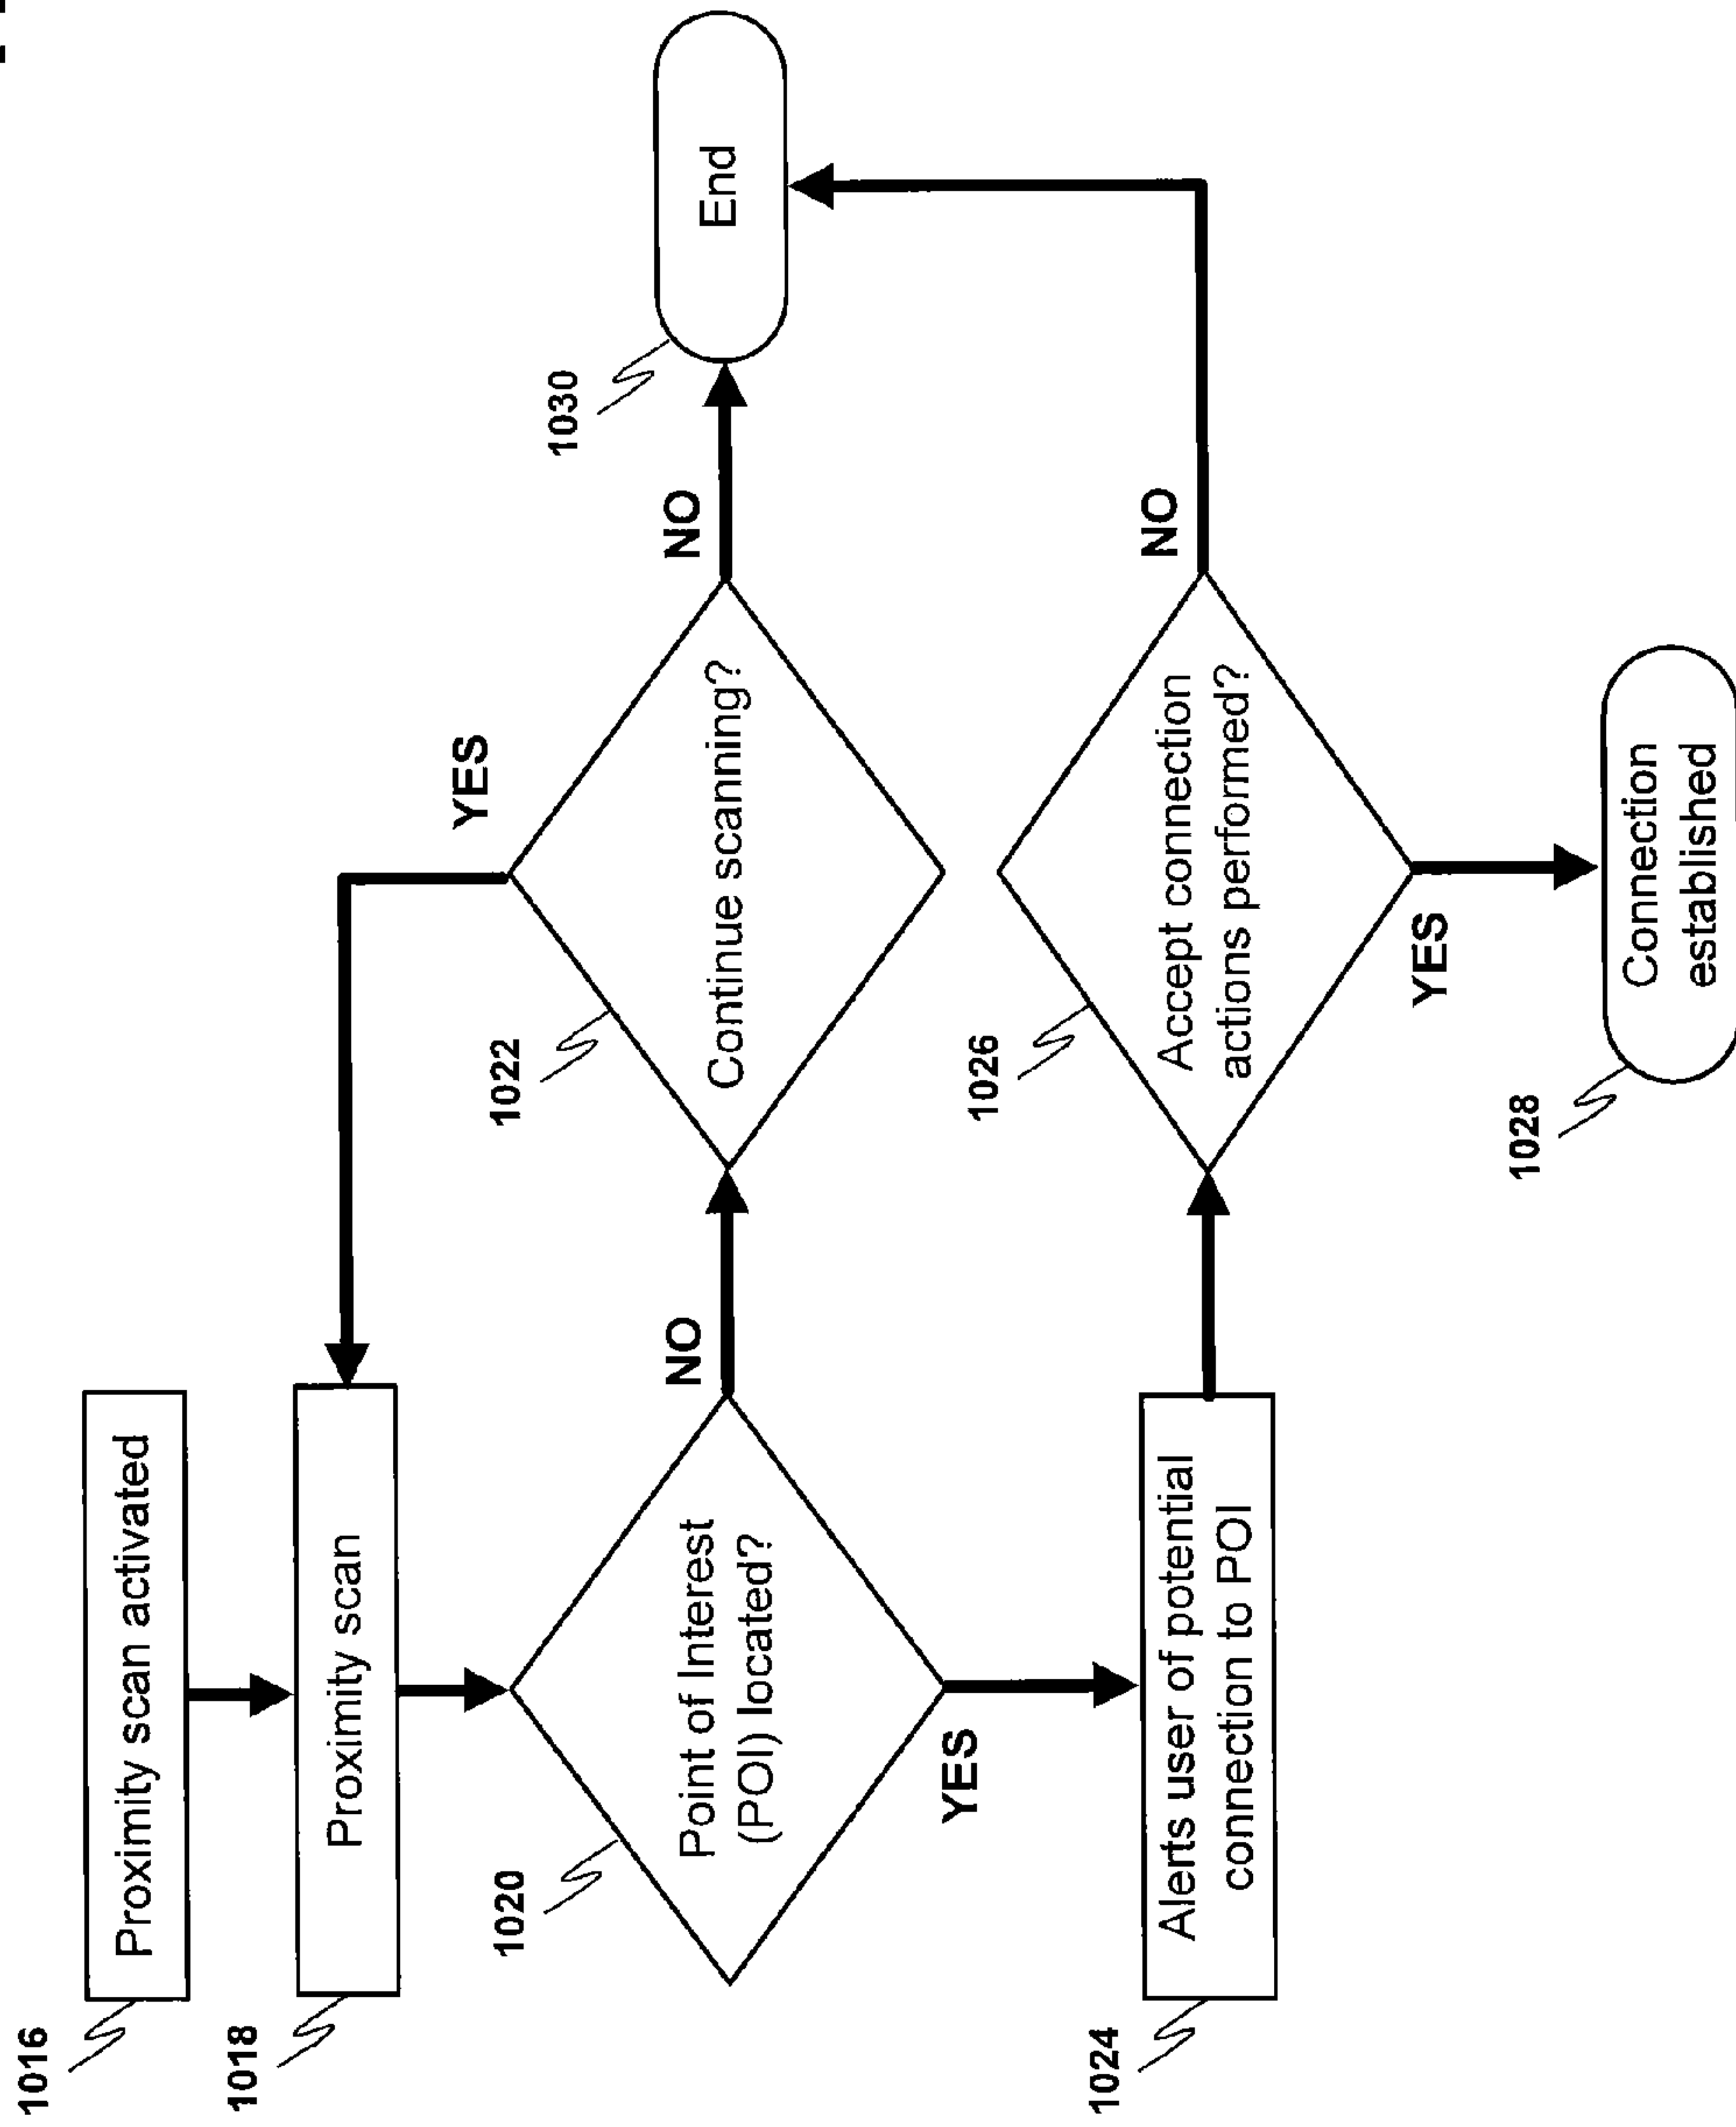 1016
Proximity scan activated
1018
Proximity scan
YES
1020
Point of Interest
(POI) located?
NO
1022
Continue scanning?
NO
1030
End
YES
1024
Alerts user of potential
connection to POI
1026
Accept connection
actions performed?
NO
YES
1028
Connection
established